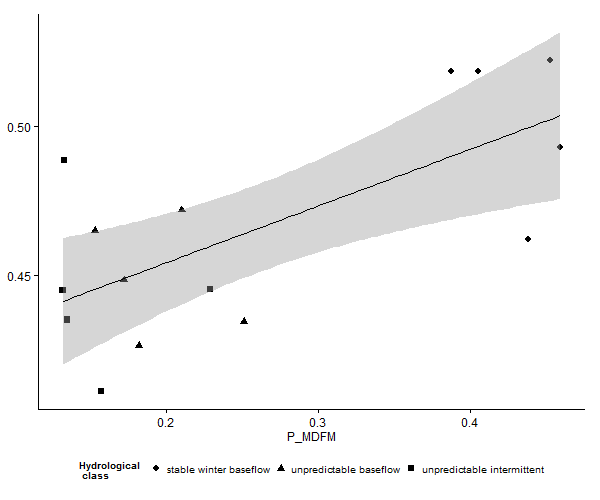 0.50
0.45
0.2 0.3 0.4
P_MDFM
Hydrological
class
stable winter baseflow unpredictable baseflow unpredictable intermittent